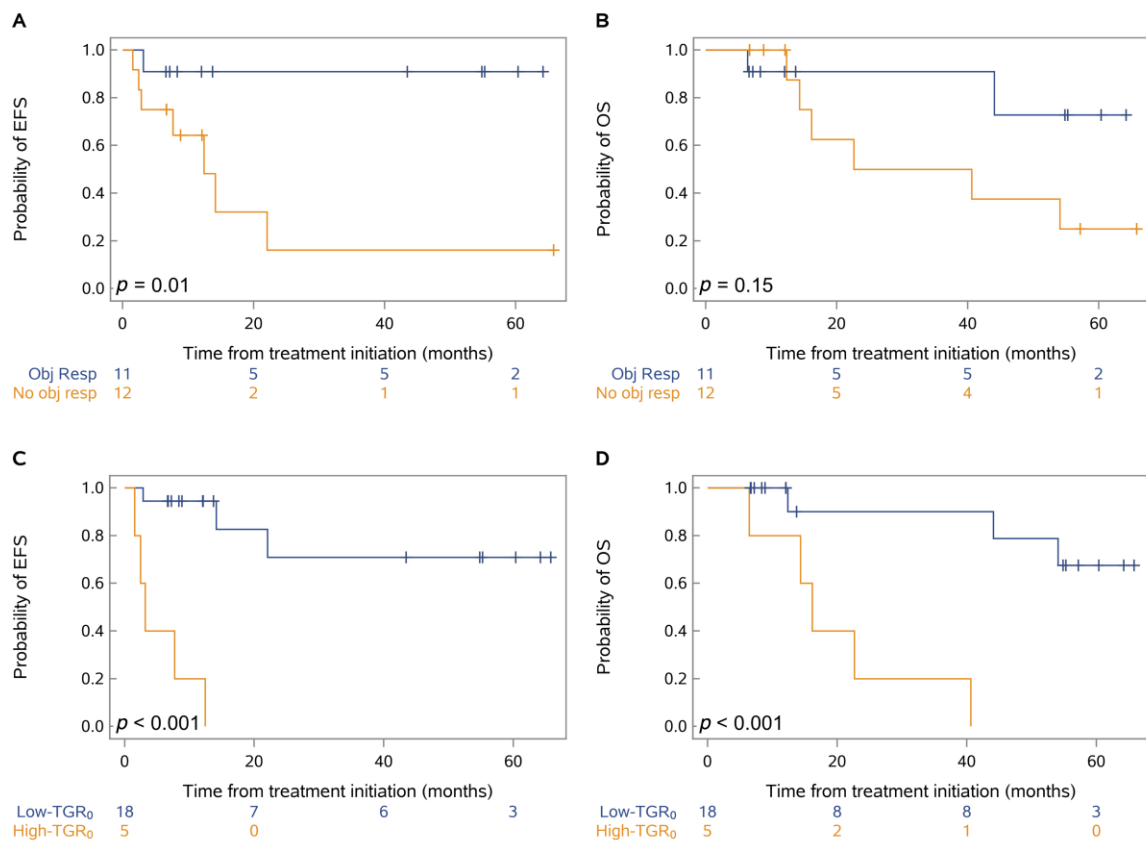 A
Probability of EFS
1.0
0.8
0.6
0.4
0.2
0.0
p = 0.01
0 20 40 60
Time from treatment initiation (months)
Obj Resp 11 5 5 2
No obj resp 12 2 1 1
B
Probability of OS
1.0
0.8
0.6
0.4
0.2
0.0
p = 0.15
0 20 40 60
Time from treatment initiation (months)
Obj Resp 11 5 5 2
No obj resp 12 5 4 1
C
Probability of EFS
1.0
0.8
0.6
0.4
0.2
0.0
p < 0.001
0 20 40 60
Time from treatment initiation (months)
Low-TGR₀ 18 7 6 3
High-TGR₀ 5 0
D
Probability of OS
1.0
0.8
0.6
0.4
0.2
0.0
p < 0.001
0 20 40 60
Time from treatment initiation (months)
Low-TGR₀ 18 8 8 3
High-TGR₀ 5 2 1 0